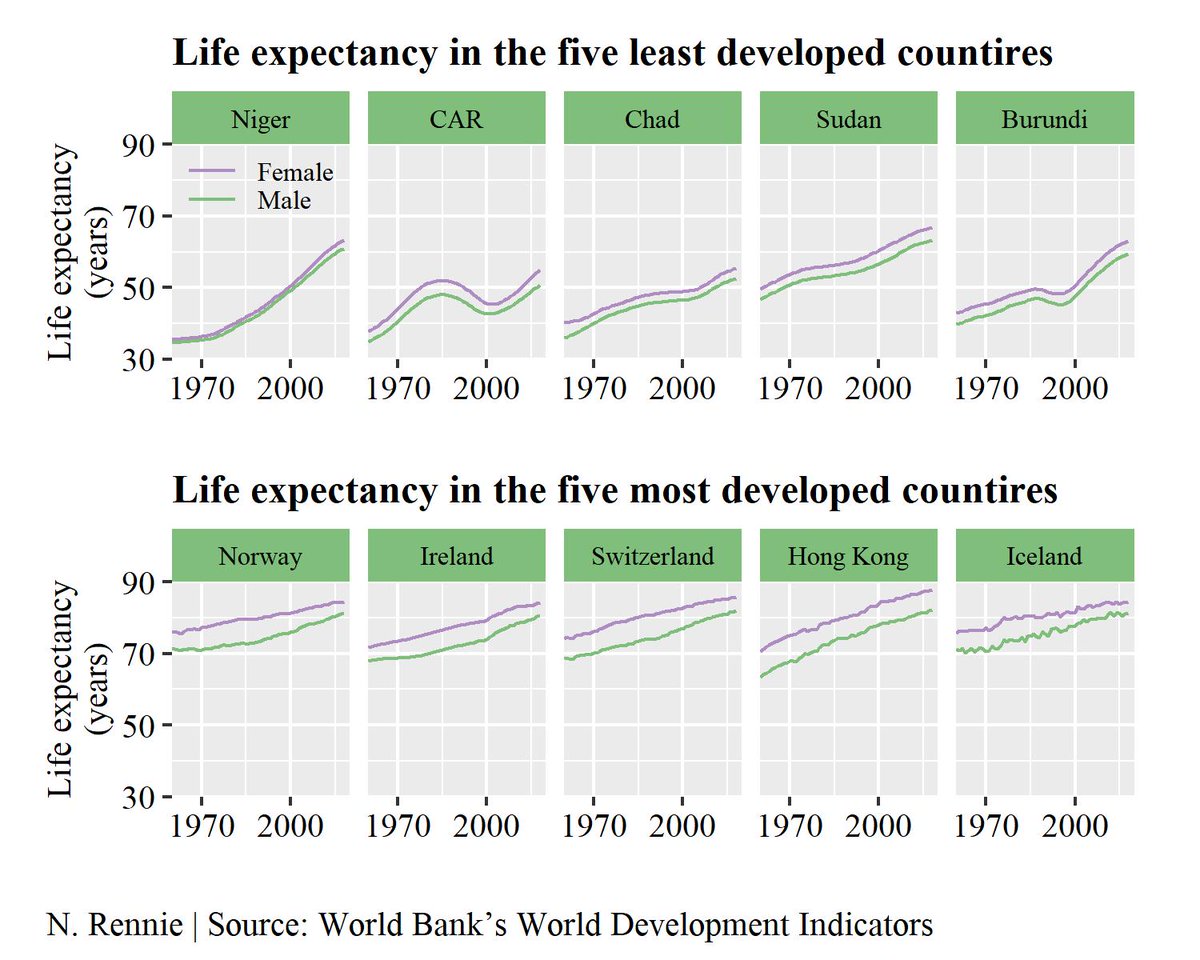 Life expectancy in the five least developed countires
Niger CAR Chad Sudan Burundi
Life expectancy
(years)
90
70
50
30
Female
Male
1970 2000 1970 2000 1970 2000 1970 2000 1970 2000
Life expectancy in the five most developed countires
Norway Ireland Switzerland Hong Kong Iceland
Life expectancy
(years)
90
70
50
30
1970 2000 1970 2000 1970 2000 1970 2000 1970 2000
N. Rennie | Source: World Bank’s World Development Indicators